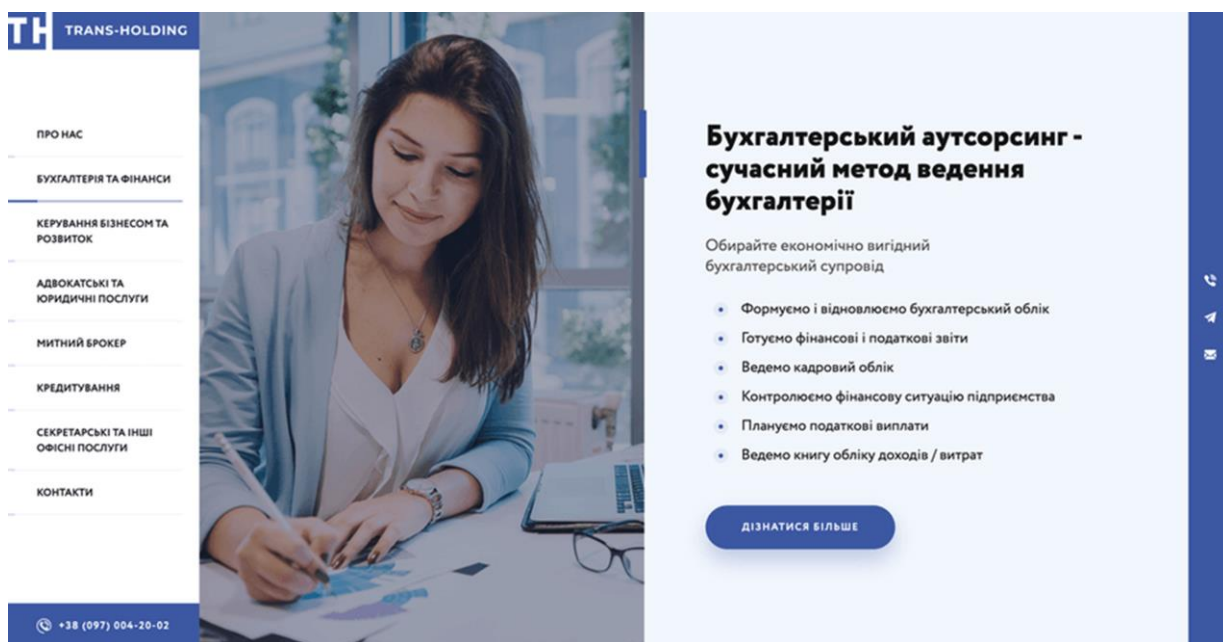 TH TRANS-HOLDING
ПРО НАС
БУХГАЛТЕРІЯ ТА ФІНАНСИ
КЕРУВАННЯ БІЗНЕСОМ ТА
РОЗВИТОК
АДВОКАТСЬКІ ТА
ЮРИДИЧНІ ПОСЛУГИ
МИТНИЙ БРОКЕР
КРЕДИТУВАННЯ
СЕКРЕТАРСЬКІ ТА ІНШІ
ОФІСНІ ПОСЛУГИ
КОНТАКТИ
+38 (097) 004-20-02
Бухгалтерський аутсорсинг -
сучасний метод ведення
бухгалтерії
Обирайте економічно вигідний
бухгалтерський супровід
Формуємо і відновлюємо бухгалтерський облік
Готуємо фінансові і податкові звіти
Ведемо кадровий облік
Контролюємо фінансову ситуацію підприємства
Плануємо податкові виплати
Ведемо книгу обліку доходів / витрат
ДІЗНАТИСЯ БІЛЬШЕ